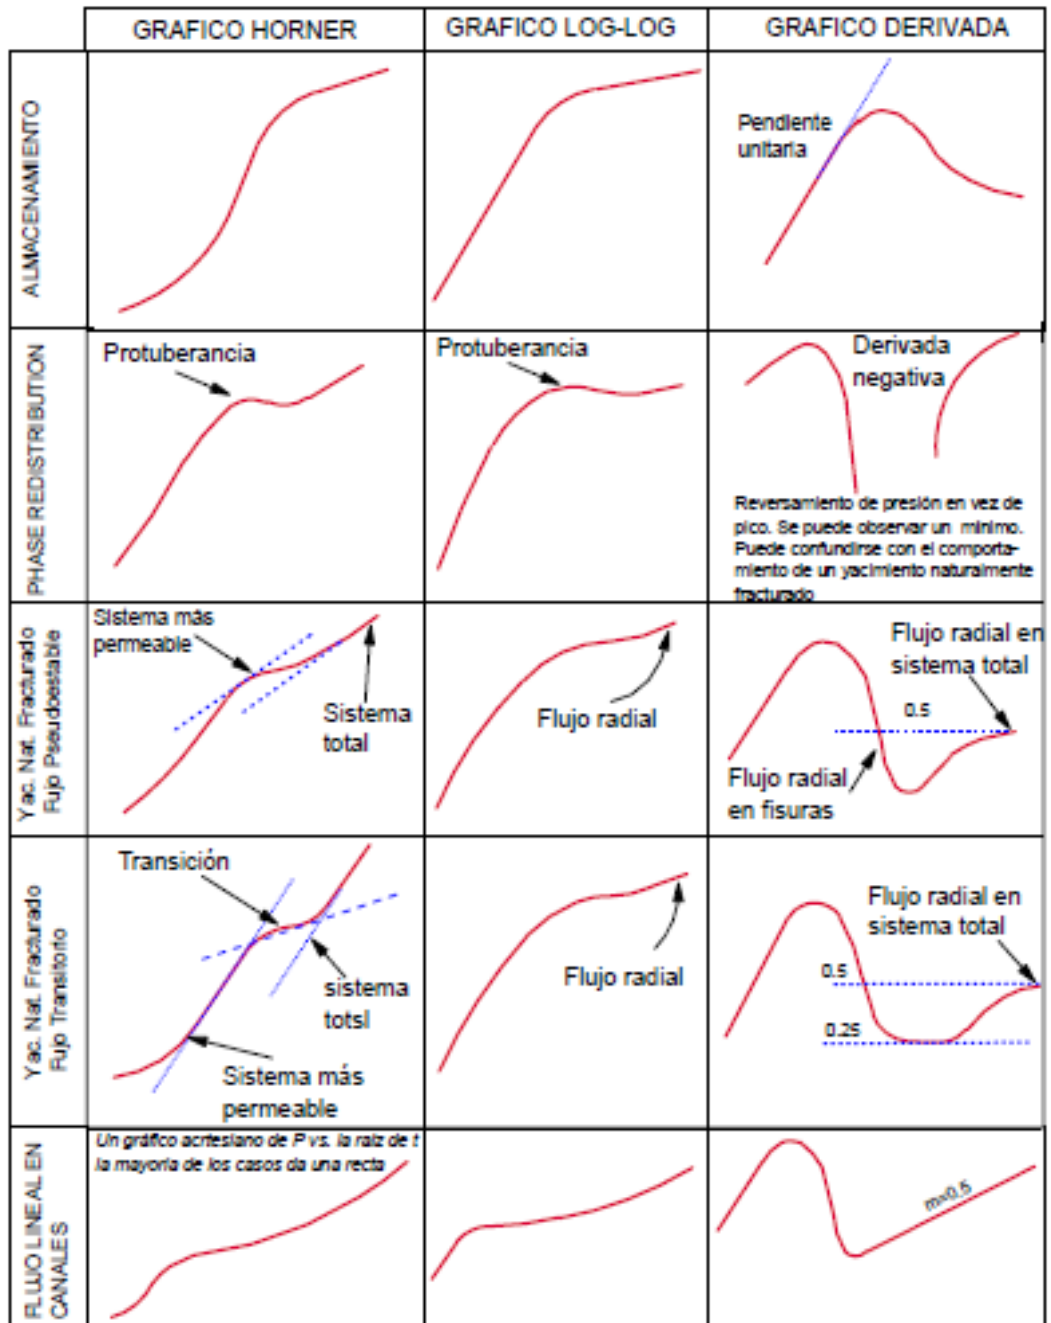 GRAFICO HORNER
GRAFICO LOG-LOG
GRAFICO DERIVADA
ALMACENAMIENTO
Pendiente
unitaria
PHASE REDISTRIBUTION
Protuberancia
Protuberancia
Derivada
negativa
Reversamiento de presión en vez de
pico. Se puede observar un minimo.
Puede confundirse con el comporta-
miento de un yacimiento naturalmente
fracturado
Yac. Nat. Fracturado
Fujo Pseudoestable
Sistema más
permeable
Sistema
total
Flujo radial
Flujo radial en
sistema total
0.5
Flujo radial
en fisuras
Yac. Nat. Fracturado
Fujo Transitorio
Transición
sistema
totsl
Sistema más
permeable
Flujo radial
Flujo radial en
sistema total
0.5
0.25
FLUJO LINEAL EN
CANALES
Un gráfico acrtesiano de P vs. la raiz de t
la mayoria de los casos da una recta
m=0.5